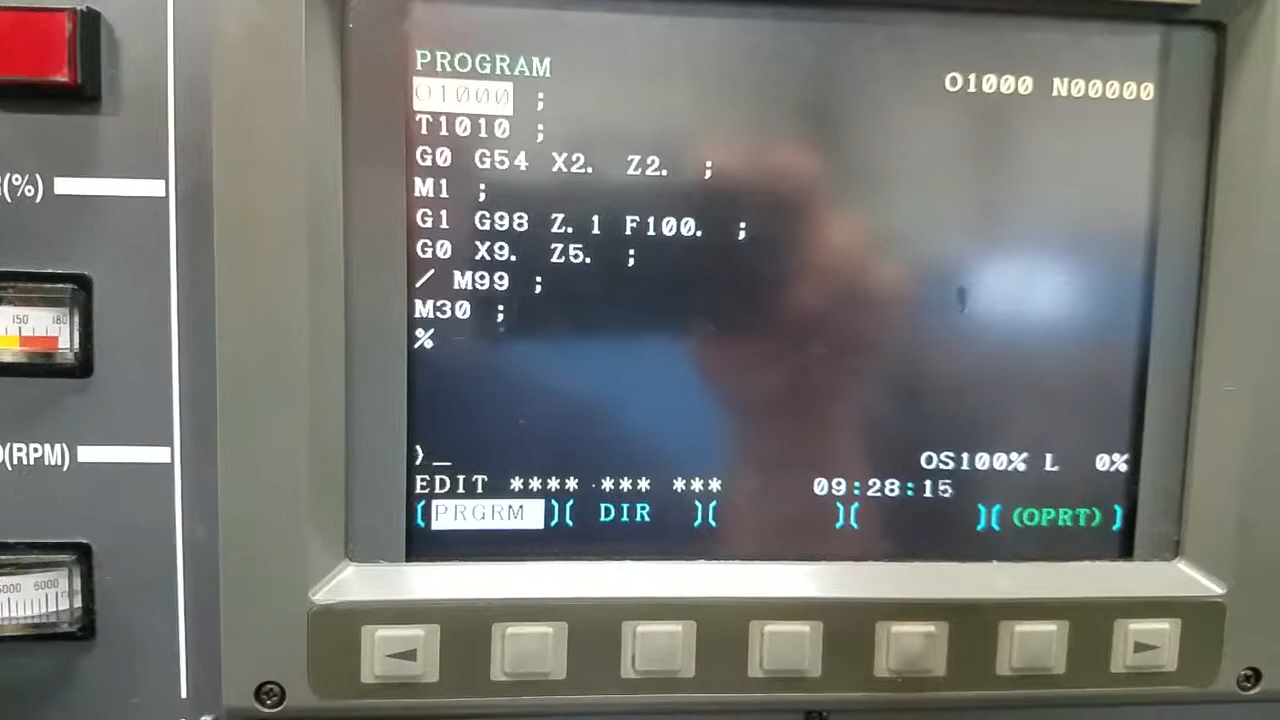 PROGRAM
O1000 N00000
O1000 ;
T1010 ;
G0 G54 X2. Z2. ;
M1 ;
G1 G98 Z.1 F100. ;
G0 X9. Z5. ;
/ M99 ;
M30 ;
%
)_
OS100% L 0%
EDIT **** *** ***
09:28:15
(PRGRM)( DIR )( )( )((OPRT))
(%)
150 180
(RPM)
6000